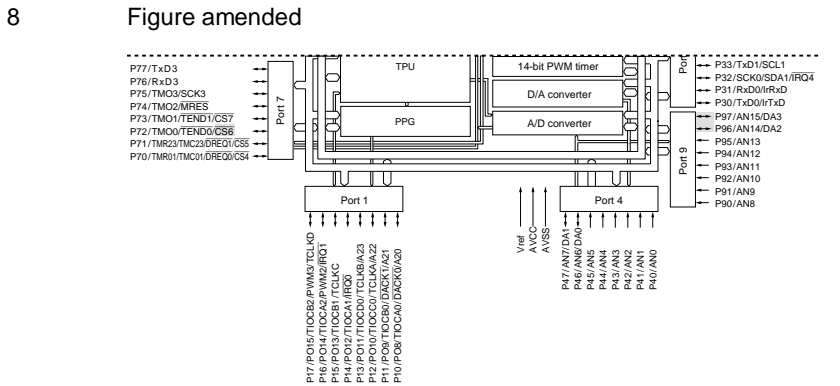 8 Figure amended
P77/TxD3
P76/RxD3
P75/TMO3/SCK3
P74/TMO2/MRES
P73/TMO1/TEND1/CS7
P72/TMO0/TEND0/CS6
P71/TMR23/TMC23/DREQ1/CS5
P70/TMR01/TMC01/DREQ0/CS4
Port 7
TPU
PPG
14-bit PWM timer
D/A converter
A/D converter
P33/TxD1/SCL1
P32/SCK0/SDA1/IRQ4
P31/RxD0/IrRxD
P30/TxD0/IrTxD
P97/AN15/DA3
P96/AN14/DA2
P95/AN13
P94/AN12
P93/AN11
P92/AN10
P91/AN9
P90/AN8
Port 9
Port 1
Port 4
P17/PO15/TIOCB2/PWM3/TCLKD
P16/PO14/TIOCA2/PWM2/IRQ1
P15/PO13/TIOCB1/TCLKC
P14/PO12/TIOCA1/IRQ0
P13/PO11/TIOCD0/TCLKB/A23
P12/PO10/TIOCC0/TCLKA/A22
P11/PO9/TIOCB0/DACK1/A21
P10/PO8/TIOCA0/DACK0/A20
Vref
AVCC
AVSS
P47/AN7/DA1
P46/AN6/DA0
P45/AN5
P44/AN4
P43/AN3
P42/AN2
P41/AN1
P40/AN0